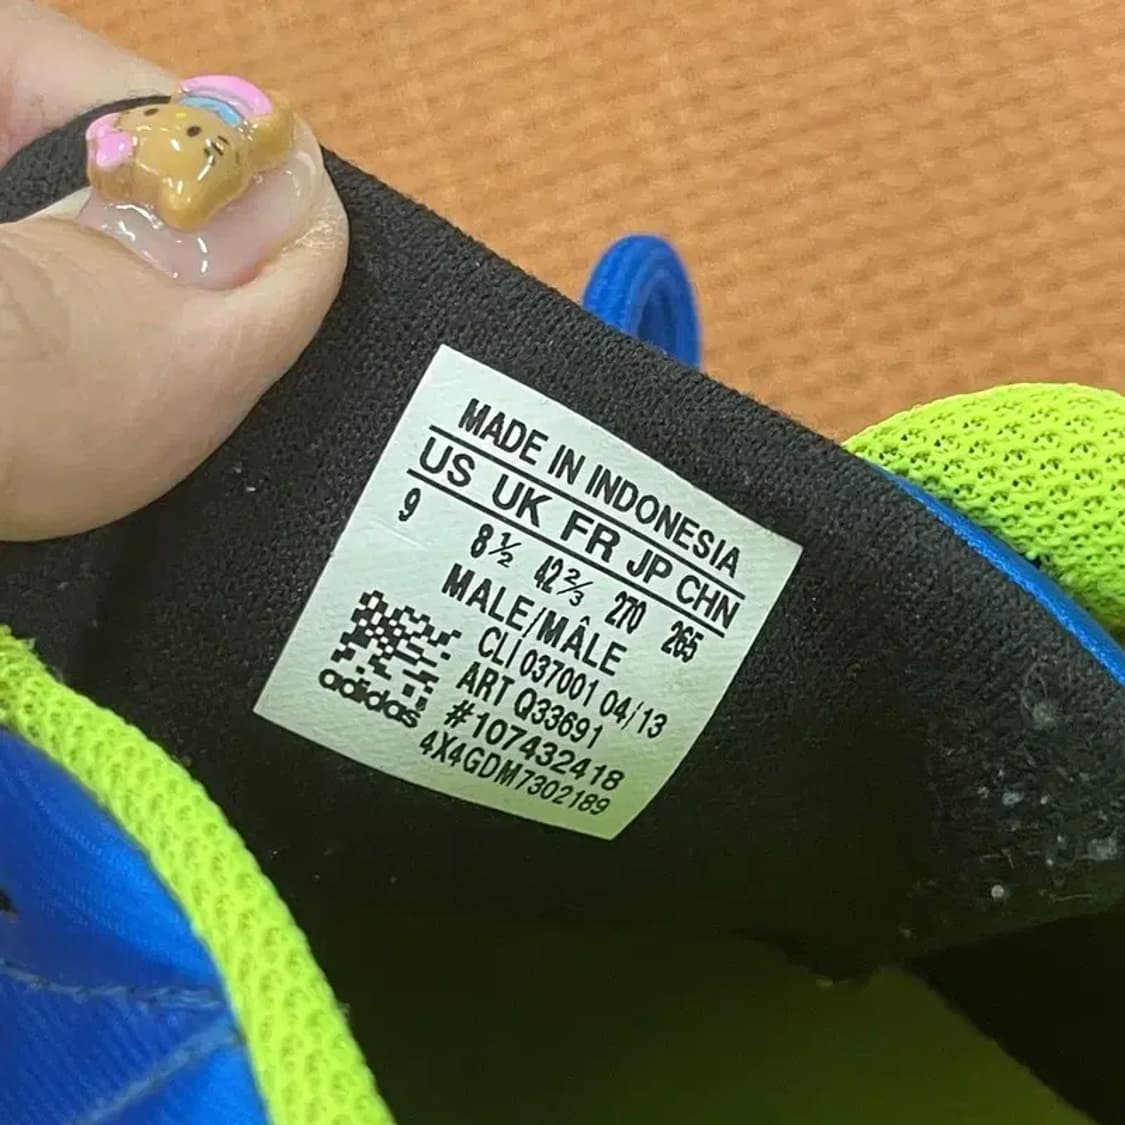 MADE IN INDONESIA
US UK FR JP CHN
9 8½ 42⅔ 270 265
MALE/MÂLE
CLI 037001 04/13
ART Q33691
#107432418
4X4GDM7302189
adidas